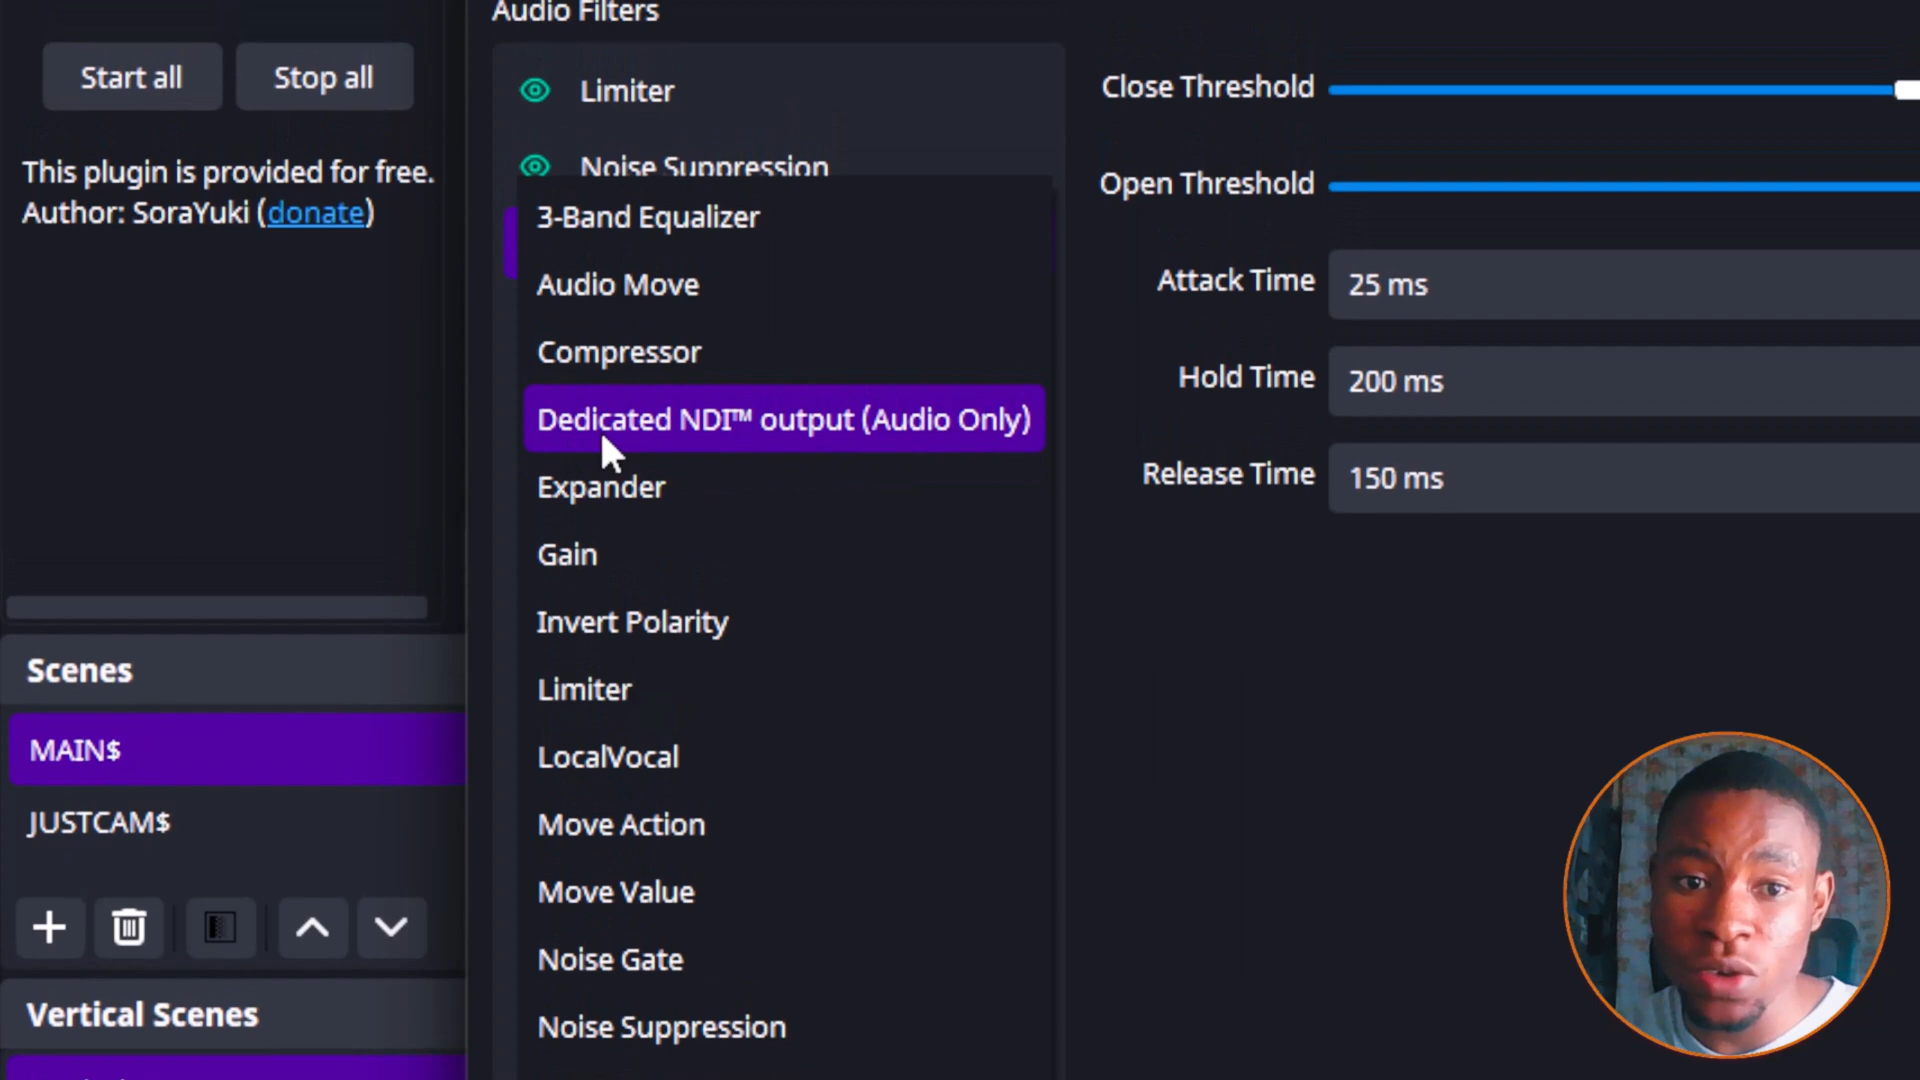 Audio Filters
Start all
Stop all
This plugin is provided for free.
Author: SoraYuki (donate)
Limiter
Noise Suppression
3-Band Equalizer
Audio Move
Compressor
Dedicated NDI™ output (Audio Only)
Expander
Gain
Invert Polarity
Limiter
LocalVocal
Move Action
Move Value
Noise Gate
Noise Suppression
Close Threshold
Open Threshold
Attack Time
25 ms
Hold Time
200 ms
Release Time
150 ms
Scenes
MAIN$
JUSTCAM$
Vertical Scenes